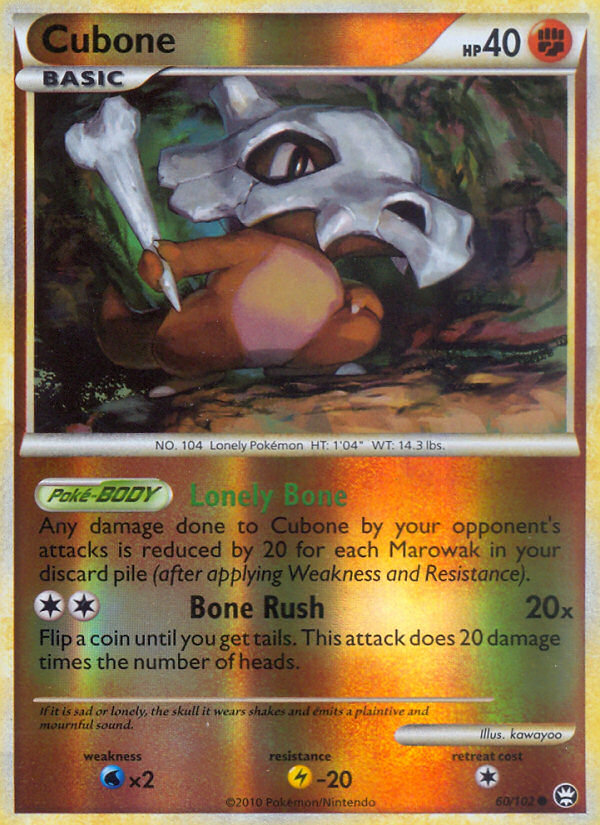 Cubone
HP40
BASIC
NO. 104 Lonely Pokémon HT: 1'04" WT: 14.3 lbs.
Poké-BODY Lonely Bone
Any damage done to Cubone by your opponent's
attacks is reduced by 20 for each Marowak in your
discard pile (after applying Weakness and Resistance).
Bone Rush 20x
Flip a coin until you get tails. This attack does 20 damage
times the number of heads.
If it is sad or lonely, the skull it wears shakes and emits a plaintive and
mournful sound.
Illus. kawayoo
weakness resistance retreat cost
×2 -20
©2010 Pokémon/Nintendo 60/102